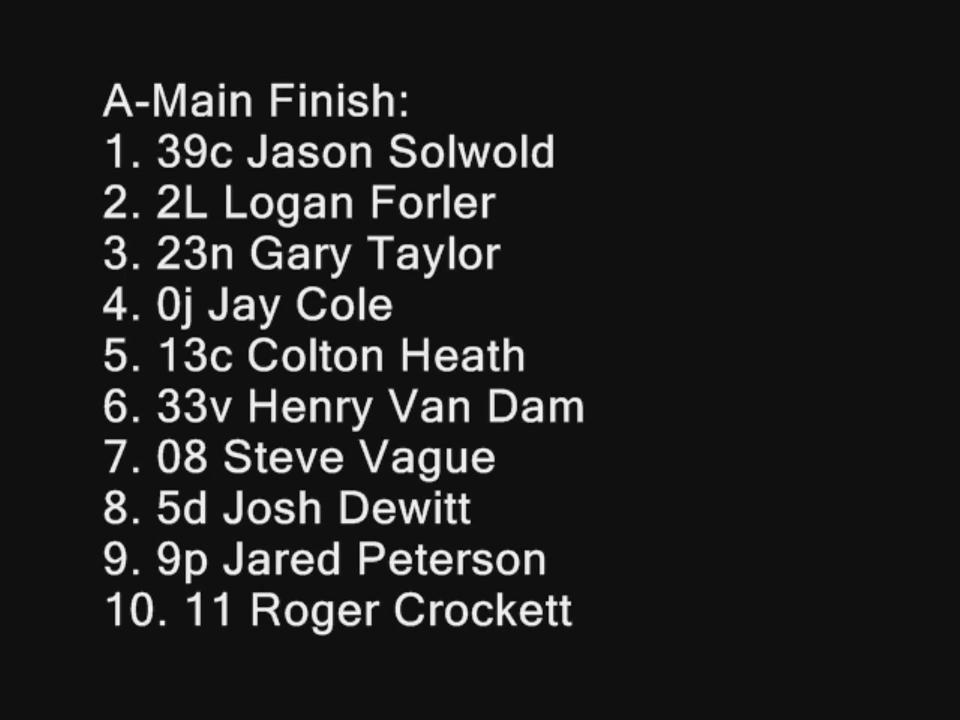 A-Main Finish:
1. 39c Jason Solwold
2. 2L Logan Forler
3. 23n Gary Taylor
4. 0j Jay Cole
5. 13c Colton Heath
6. 33v Henry Van Dam
7. 08 Steve Vague
8. 5d Josh Dewitt
9. 9p Jared Peterson
10. 11 Roger Crockett